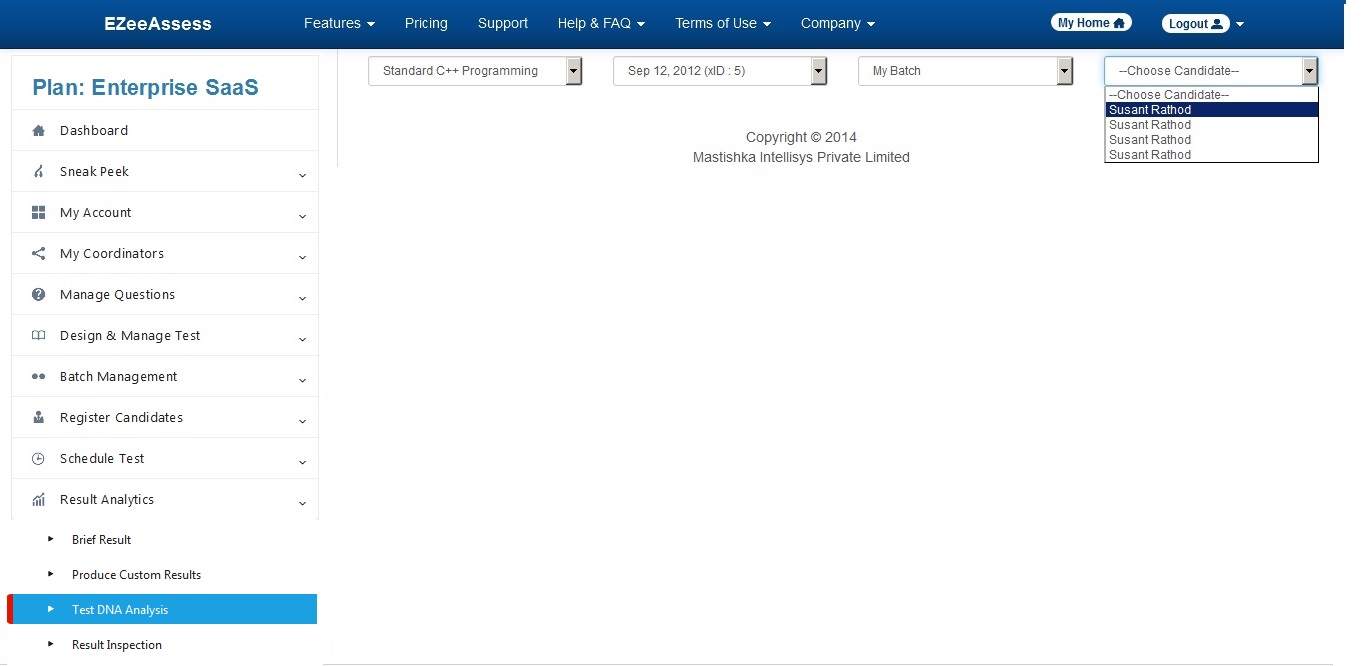 EZeeAssess Features Pricing Support Help & FAQ Terms of Use Company My Home Logout
Plan: Enterprise SaaS
Dashboard
Sneak Peek
My Account
My Coordinators
Manage Questions
Design & Manage Test
Batch Management
Register Candidates
Schedule Test
Result Analytics
Brief Result
Produce Custom Results
Test DNA Analysis
Result Inspection
Standard C++ Programming Sep 12, 2012 (xID : 5) My Batch --Choose Candidate--
--Choose Candidate--
Susant Rathod
Susant Rathod
Susant Rathod
Susant Rathod
Copyright © 2014
Mastishka Intellisys Private Limited